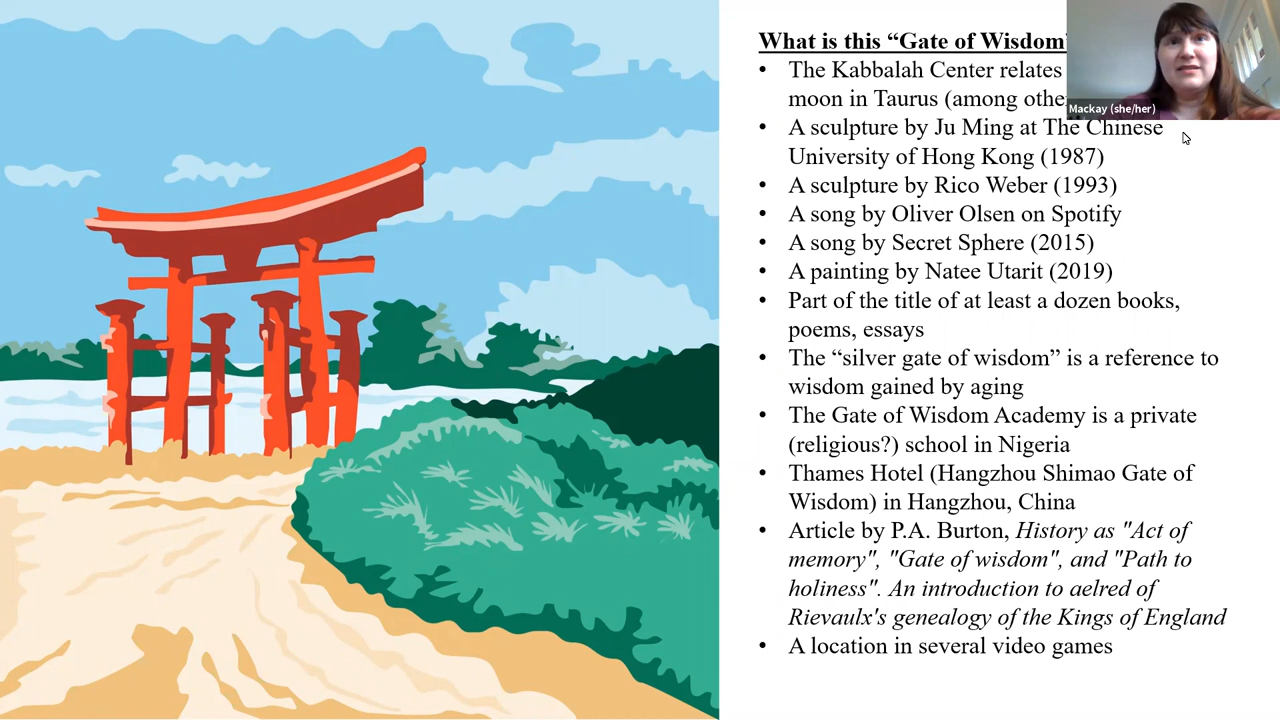 What is this “Gate of Wisdom”
• The Kabbalah Center relates
moon in Taurus (among othe
• A sculpture by Ju Ming at The Chinese
University of Hong Kong (1987)
• A sculpture by Rico Weber (1993)
• A song by Oliver Olsen on Spotify
• A song by Secret Sphere (2015)
• A painting by Natee Utarit (2019)
• Part of the title of at least a dozen books,
poems, essays
• The “silver gate of wisdom” is a reference to
wisdom gained by aging
• The Gate of Wisdom Academy is a private
(religious?) school in Nigeria
• Thames Hotel (Hangzhou Shimao Gate of
Wisdom) in Hangzhou, China
• Article by P.A. Burton, History as "Act of
memory", "Gate of wisdom", and "Path to
holiness". An introduction to aelred of
Rievaulx's genealogy of the Kings of England
• A location in several video games
Mackay (she/her)